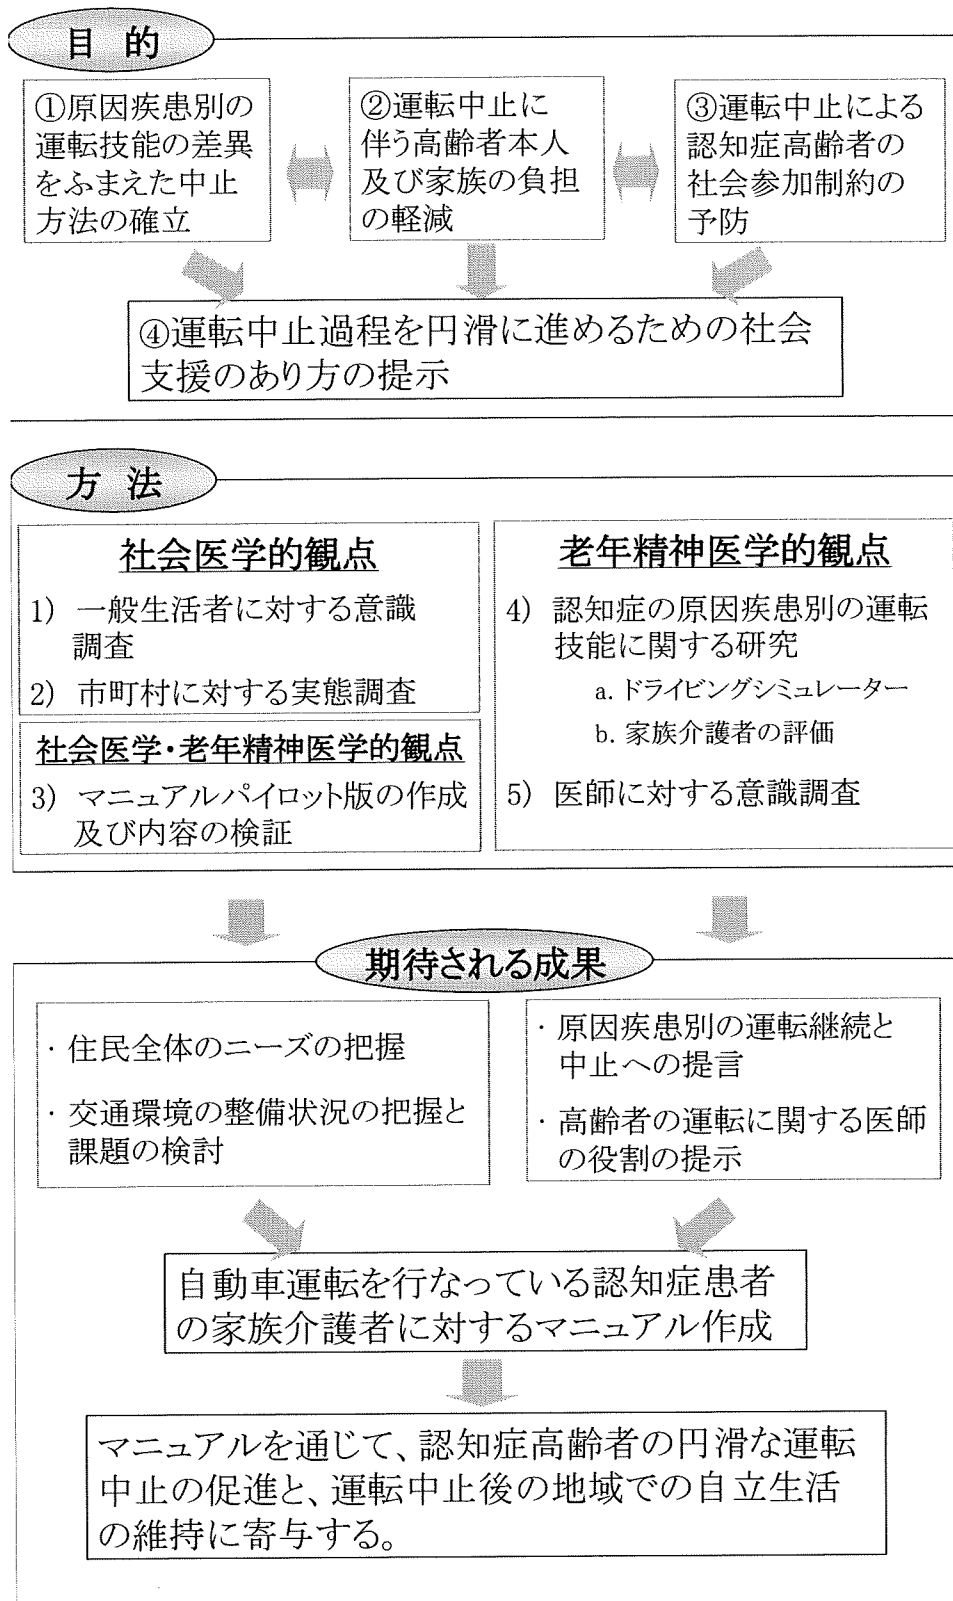 目 的
①原因疾患別の
運転技能の差異
をふまえた中止
方法の確立
②運転中止に
伴う高齢者本人
及び家族の負担
の軽減
③運転中止による
認知症高齢者の
社会参加制約の
予防
④運転中止過程を円滑に進めるための社会
支援のあり方の提示
方 法
社会医学的観点
1) 一般生活者に対する意識
調査
2) 市町村に対する実態調査
社会医学・老年精神医学的観点
3) マニュアルパイロット版の作成
及び内容の検証
老年精神医学的観点
4) 認知症の原因疾患別の運転
技能に関する研究
a. ドライビングシミュレーター
b. 家族介護者の評価
5) 医師に対する意識調査
期待される成果
・住民全体のニーズの把握
・交通環境の整備状況の把握と
課題の検討
・原因疾患別の運転継続と
中止への提言
・高齢者の運転に関する医師
の役割の提示
自動車運転を行なっている認知症患者
の家族介護者に対するマニュアル作成
マニュアルを通じて、認知症高齢者の円滑な運転
中止の促進と、運転中止後の地域での自立生活
の維持に寄与する。